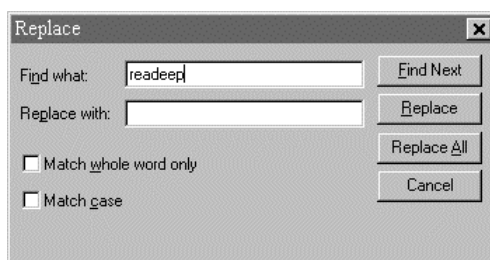 Replace
Find what: readeep
Find Next
Replace with:
Replace
Replace All
Match whole word only
Cancel
Match case